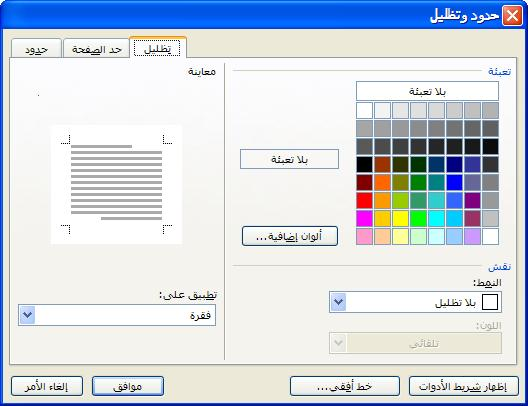 حدود وتظليل
حدود
حد الصفحة
تظليل
تعبئة
بلا تعبئة
بلا تعبئة
ألوان إضافية...
نقش
النمط:
بلا تظليل
اللون:
تلقائي
معاينة
تطبيق على:
فقرة
إظهار شريط الأدوات
خط أفقي...
موافق
إلغاء الأمر